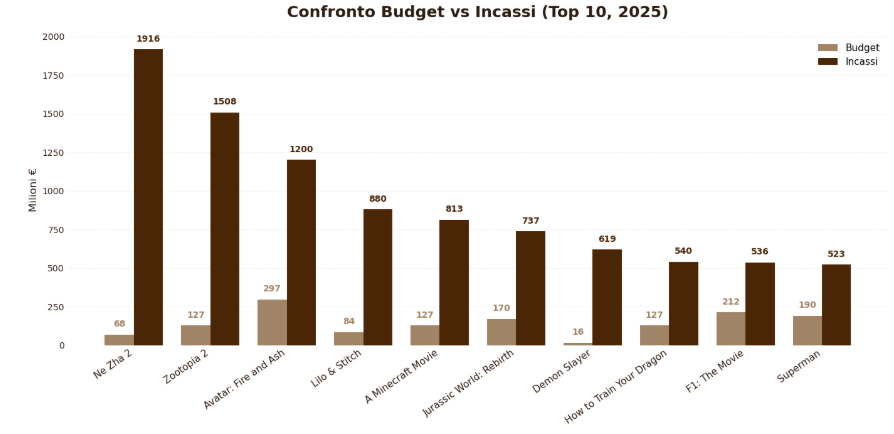 Confronto Budget vs Incassi (Top 10, 2025)
Budget
Incassi
Milioni €
2000
1750
1500
1250
1000
750
500
250
0
1916
1508
1200
880
813
737
619
540
536
523
68
127
297
84
127
170
16
127
212
190
Ne Zha 2
Zootopia 2
Avatar: Fire and Ash
Lilo & Stitch
A Minecraft Movie
Jurassic World: Rebirth
Demon Slayer
How to Train Your Dragon
F1: The Movie
Superman